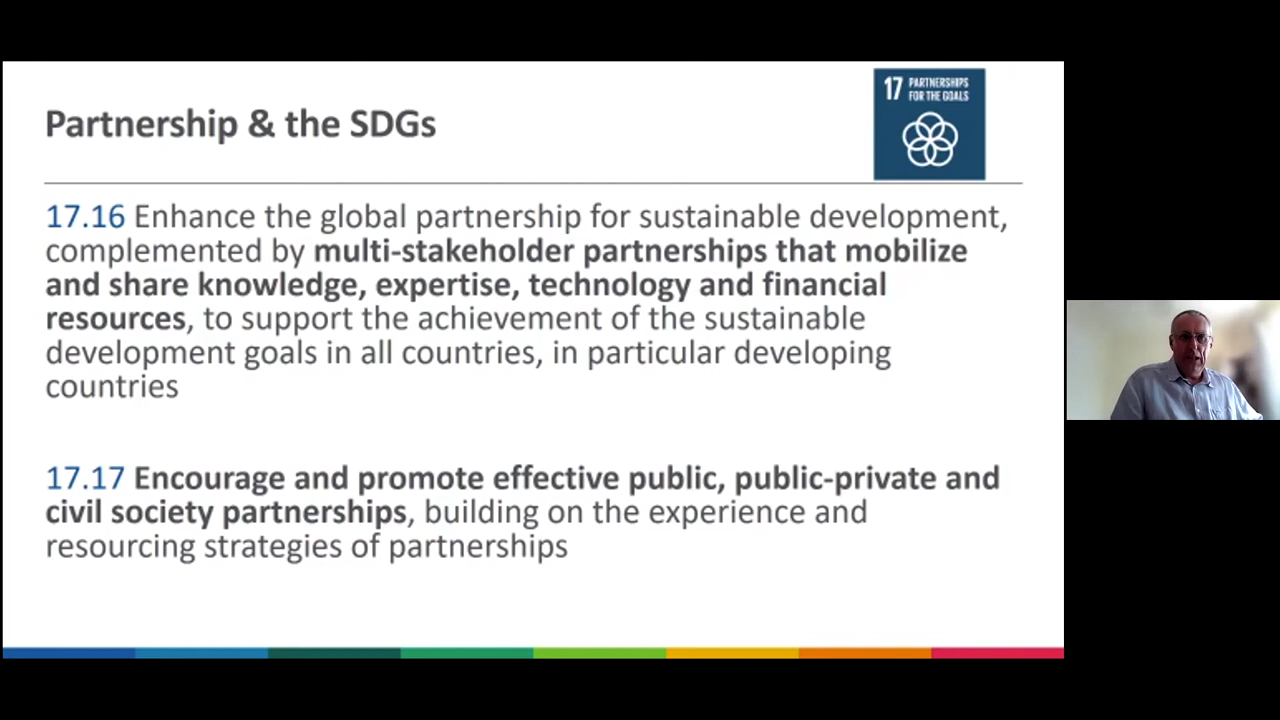 Partnership & the SDGs
17 PARTNERSHIPS
FOR THE GOALS
17.16 Enhance the global partnership for sustainable development,
complemented by multi-stakeholder partnerships that mobilize
and share knowledge, expertise, technology and financial
resources, to support the achievement of the sustainable
development goals in all countries, in particular developing
countries
17.17 Encourage and promote effective public, public-private and
civil society partnerships, building on the experience and
resourcing strategies of partnerships